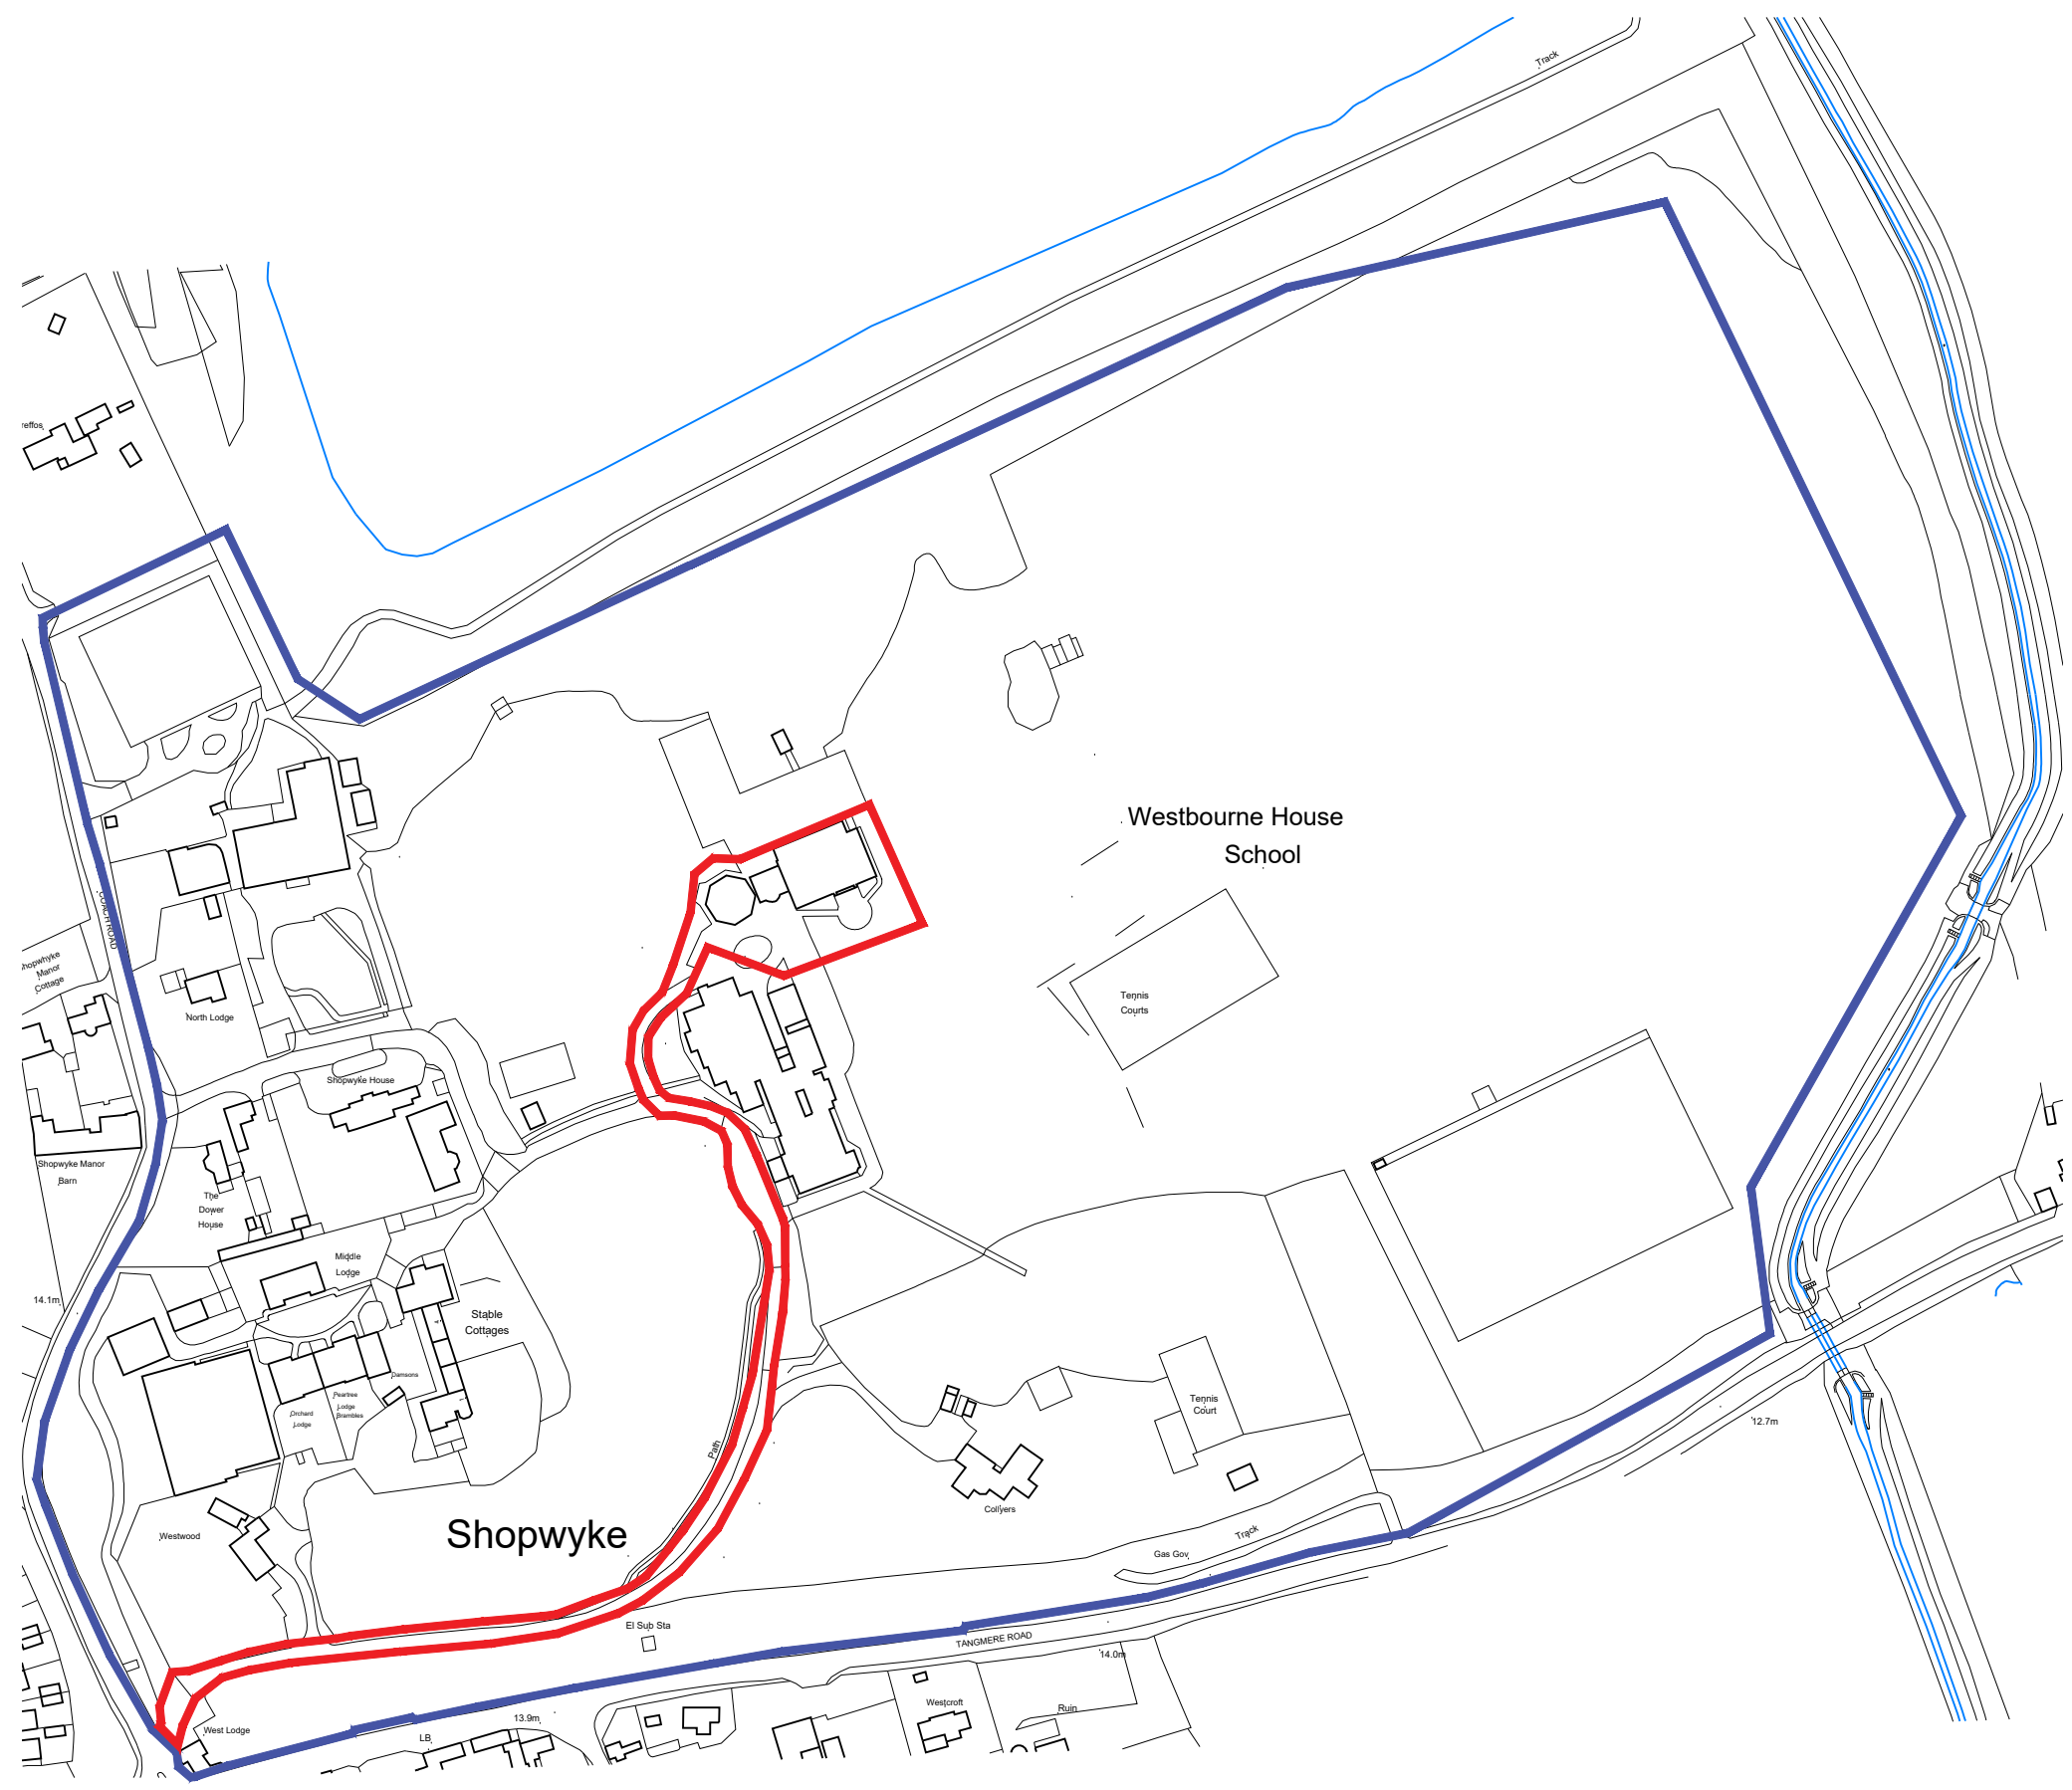 Track
reffos
Westbourne House
School
COACH ROAD
Shopwhyke
Manor
Cottage
North Lodge
Tennis
Courts
Shopwyke House
Shopwyke Manor
Barn
The
Dower
House
Middle
Lodge
14.1m
Stable
Cottages
Damsons
Peartree
Lodge
Brambles
Orchard
Lodge
Tennis
Court
12.7m
Path
Collyers
Westwood
Shopwyke
Track
Gas Gov
El Sub Sta
TANGMERE ROAD
14.0m
West Lodge
13.9m
LB
Westcroft
Ruin